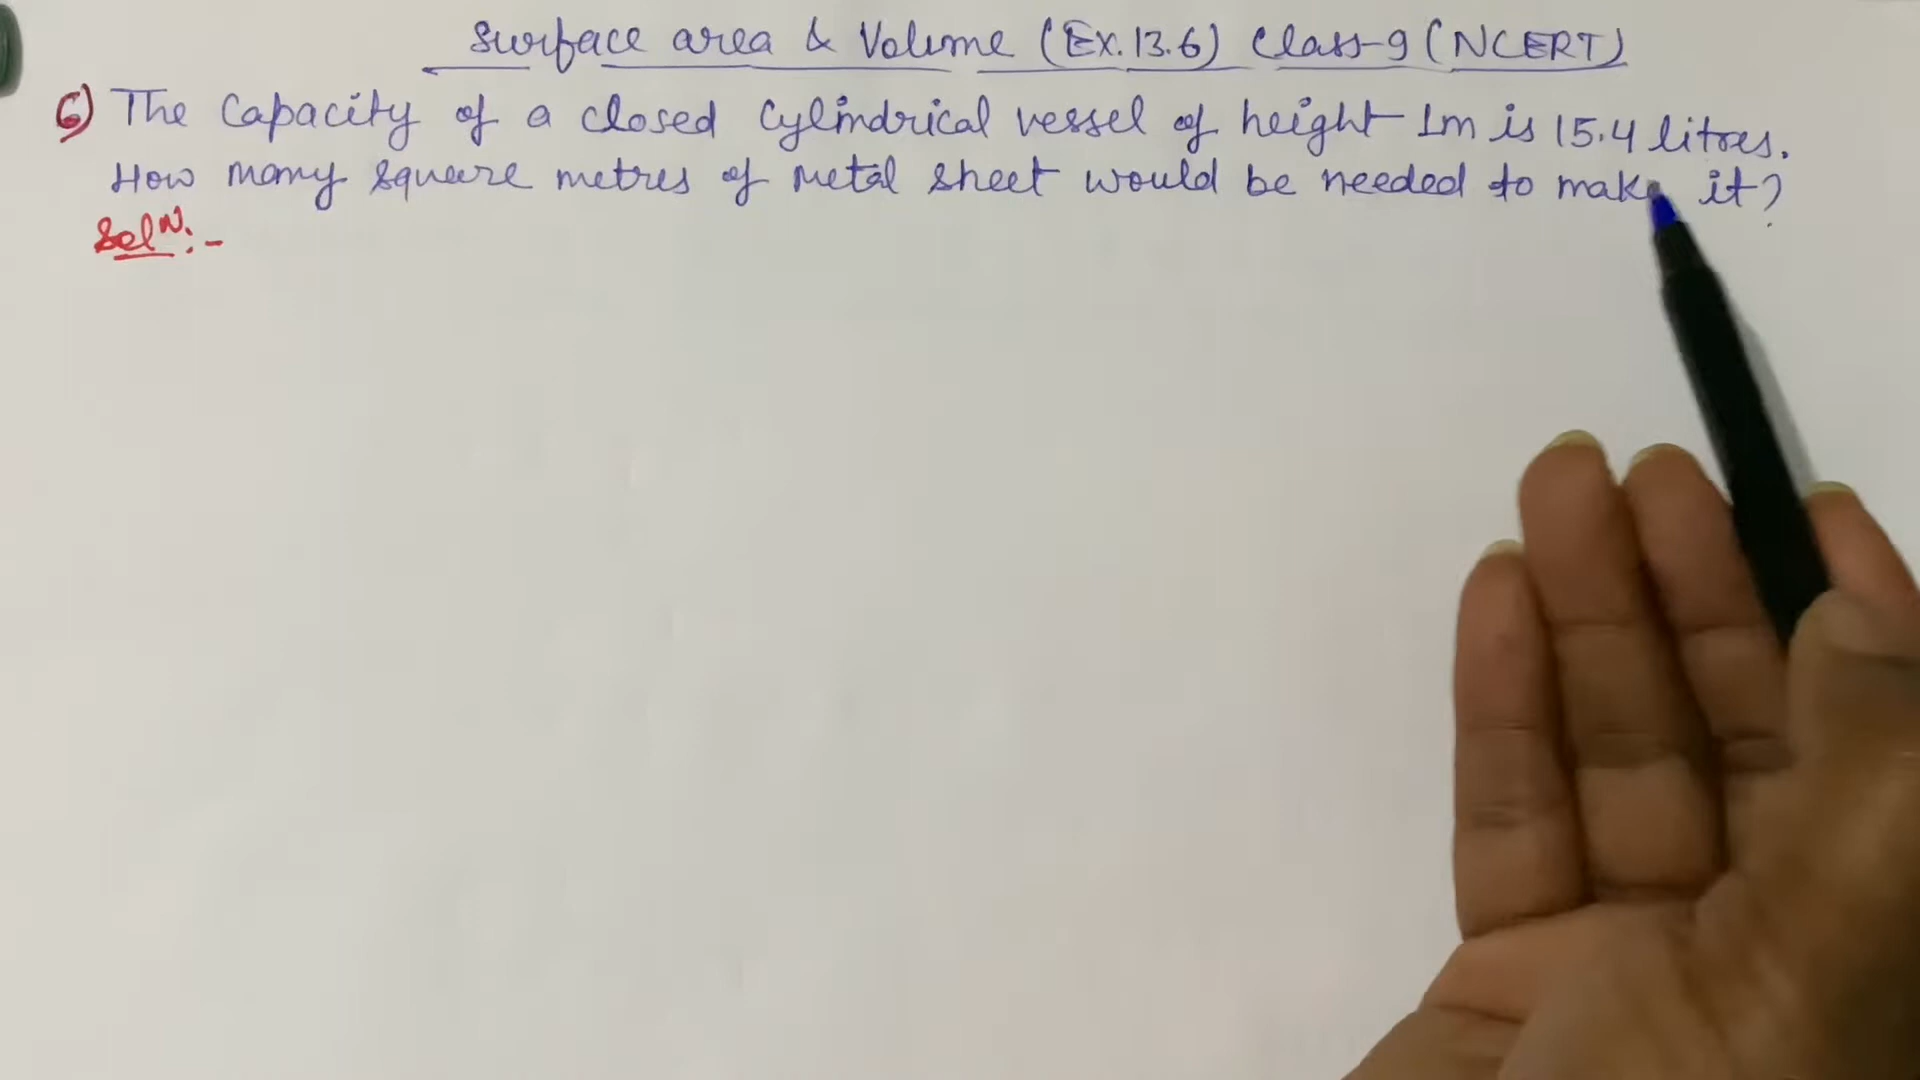 Surface area & Volume (Ex.13.6) Class-9 (NCERT)
6) The Capacity of a closed cylindrical vessel of height 1m is 15.4 litres.
How many square metres of metal sheet would be needed to make it?
Solᴺ:-